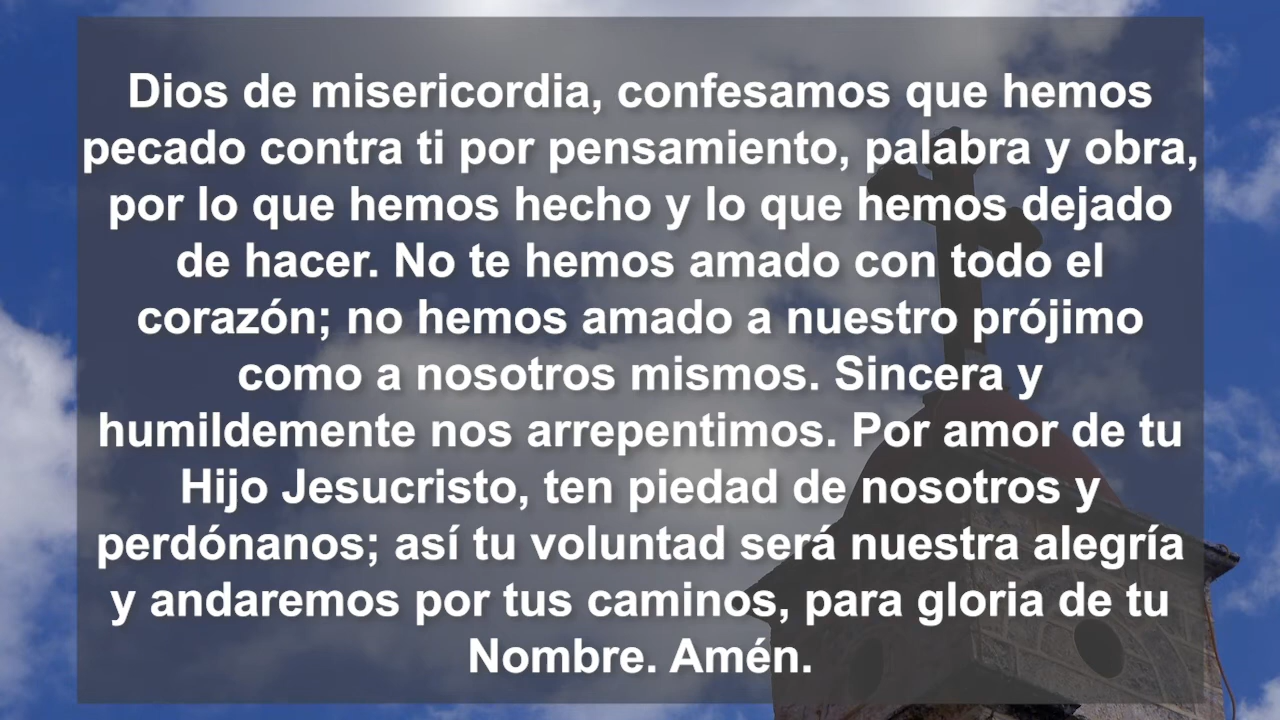 Dios de misericordia, confesamos que hemos
pecado contra ti por pensamiento, palabra y obra,
por lo que hemos hecho y lo que hemos dejado
de hacer. No te hemos amado con todo el
corazón; no hemos amado a nuestro prójimo
como a nosotros mismos. Sincera y
humildemente nos arrepentimos. Por amor de tu
Hijo Jesucristo, ten piedad de nosotros y
perdónanos; así tu voluntad será nuestra alegría
y andaremos por tus caminos, para gloria de tu
Nombre. Amén.